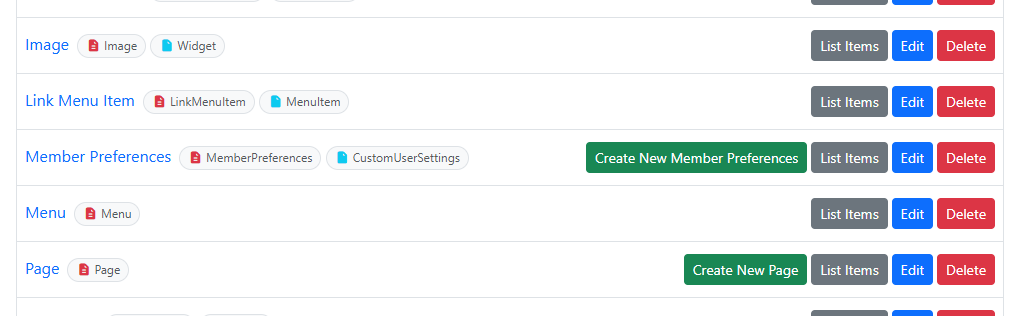 Image Image Widget List Items Edit Delete
Link Menu Item LinkMenuItem MenuItem List Items Edit Delete
Member Preferences MemberPreferences CustomUserSettings Create New Member Preferences List Items Edit Delete
Menu Menu List Items Edit Delete
Page Page Create New Page List Items Edit Delete